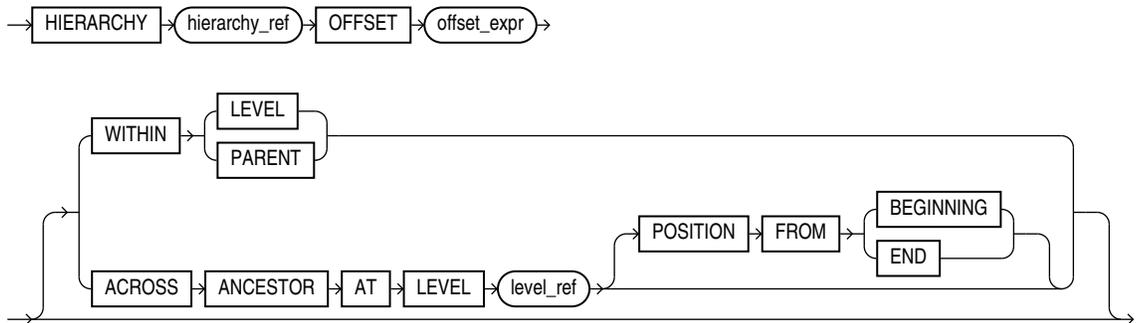 HIERARCHY hierarchy_ref OFFSET offset_expr
LEVEL
WITHIN
PARENT
BEGINNING
POSITION FROM
END
ACROSS ANCESTOR AT LEVEL level_ref